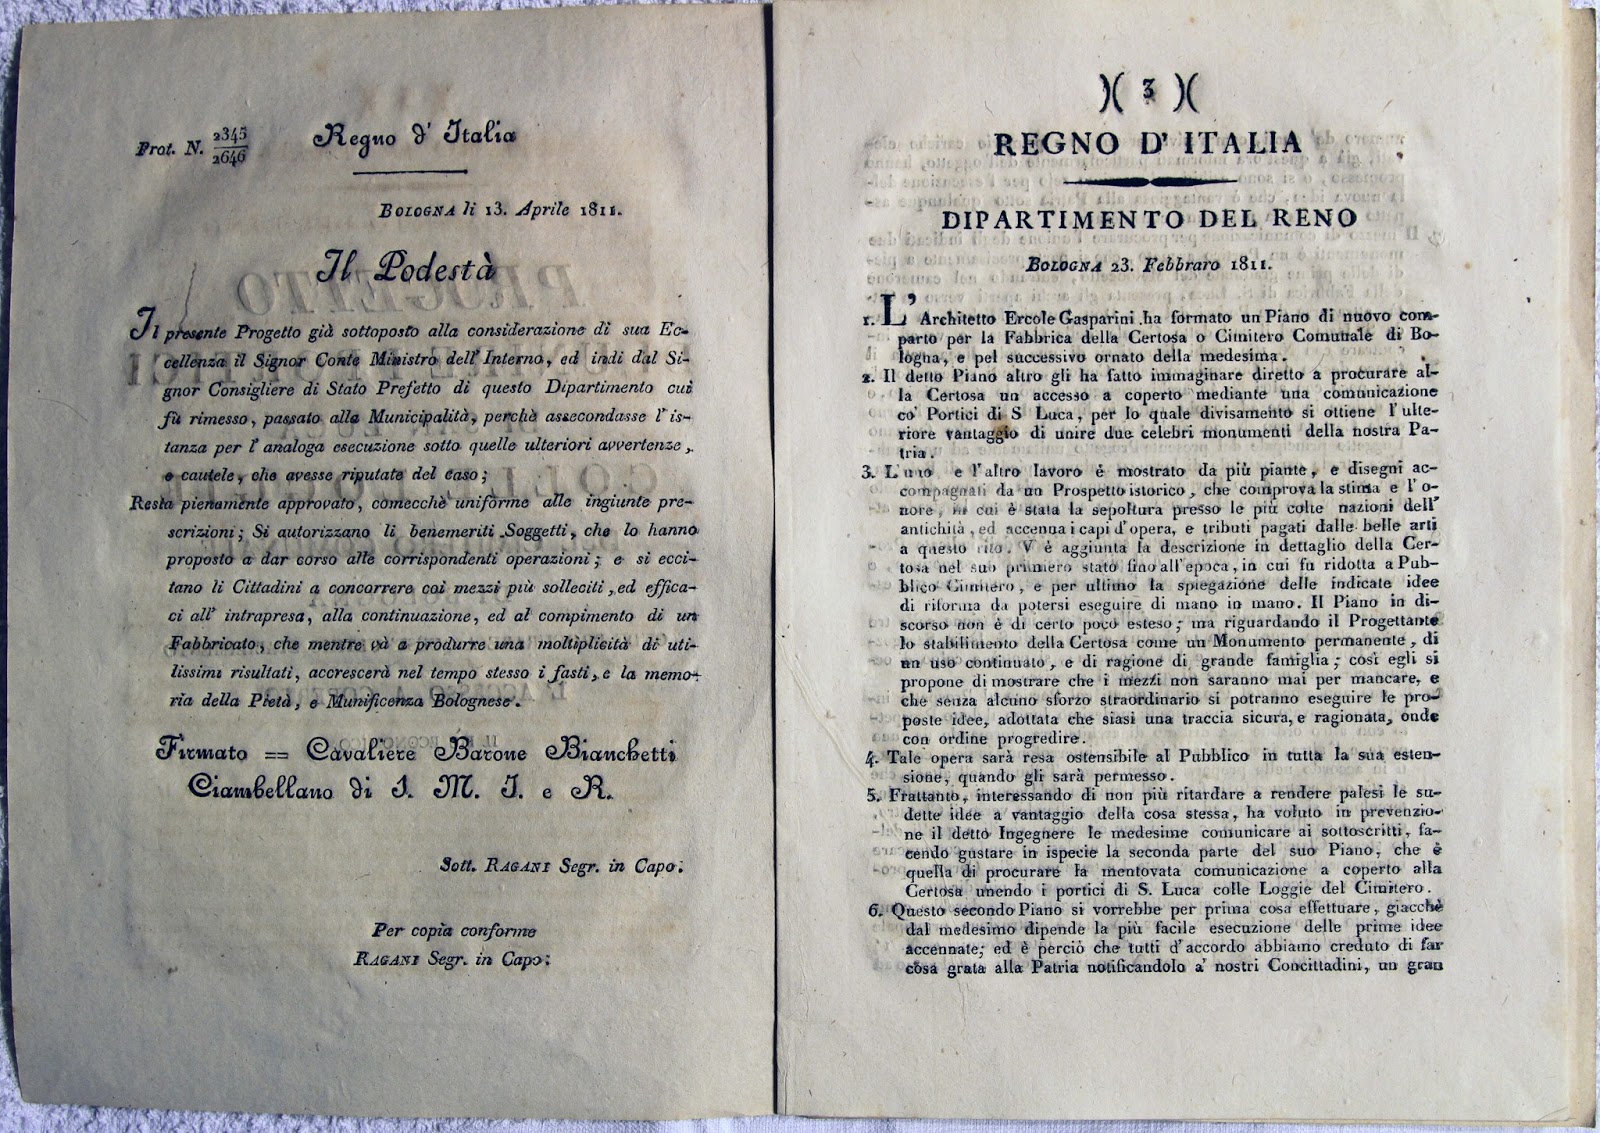 Prot. N. 2345/2646
Regno d' Italia
BOLOGNA li 13. Aprile 1811.
Il Podestà
Il presente Progetto già sottoposto alla considerazione di sua Ec-
cellenza il Signor Conte Ministro dell' Interno, ed indi dal Si-
gnor Consigliere di Stato Prefetto di questo Dipartimento cui
fù rimesso, passato alla Municipalità, perchè assecondasse l' is-
tanza per l' analoga esecuzione sotto quelle ulteriori avvertenze,
e cautele, che avesse riputate del caso;
Resta pienamente approvato, comecchè uniforme alle ingiunte pre-
scrizioni; Si autorizzano li benemeriti Soggetti, che lo hanno
proposto a dar corso alle corrispondenti operazioni; e si ecci-
tano li Cittadini a concorrere coi mezzi più solleciti, ed effica-
ci all' intrapresa, alla continuazione, ed al compimento di un
Fabbricato, che mentre và a produrre una moltiplicità di uti-
lissimi risultati, accrescerà nel tempo stesso i fasti, e la memo-
ria della Pietà, e Munificenza Bolognese.
Firmato == Cavaliere Barone Bianchetti
Ciambellano di S. M. I. e R.
Sott. RAGANI Segr. in Capo.
Per copia conforme
RAGANI Segr. in Capo.
)( 3 )(
REGNO D' ITALIA
DIPARTIMENTO DEL RENO
BOLOGNA 23. Febbraro 1811.
1. L' Architetto Ercole Gasparini ha formato un Piano di nuovo com-
parto per la Fabbrica della Certosa o Cimitero Comunale di Bo-
logna, e pel successivo ornato della medesima.
2. Il detto Piano altro gli ha fatto immaginare diretto a procurare al-
la Certosa un accesso a coperto mediante una comunicazione
co' Portici di S Luca, per lo quale divisamento si ottiene l' ulte-
riore vantaggio di unire due celebri monumenti della nostra Pa-
tria.
3. L'uno e l'altro lavoro è mostrato da più piante, e disegni ac-
compagnati da un Prospetto istorico, che comprova la stima e l' o-
nore, in cui è stata la sepoltura presso le più colte nazioni dell'
antichità, ed accenna i capi d' opera, e tributi pagati dalle belle arti
a questo rito. V' è aggiunta la descrizione in dettaglio della Cer-
tosa nel suo primiero stato fino all' epoca, in cui fu ridotta a Pub-
blico Cimitero, e per ultimo la spiegazione delle indicate idee
di riforma da potersi eseguire di mano in mano. Il Piano in di-
scorso non è di certo poco esteso; ma riguardando il Progettante
lo stabilimento della Certosa come un Monumento permanente, di
un uso continuato, e di ragione di grande famiglia; così egli si
propone di mostrare che i mezzi non saranno mai per mancare, e
che senza alcuno sforzo straordinario si potranno eseguire le pro-
poste idee, adottata che siasi una traccia sicura, e ragionata, onde
con ordine progredire.
4. Tale opera sarà resa ostensibile al Pubblico in tutta la sua esten-
sione, quando gli sarà permesso.
5. Frattanto, interessando di non più ritardare a rendere palesi le su-
dette idee a vantaggio della cosa stessa, ha voluto in prevenzio-
ne il detto Ingegnere le medesime comunicare ai sottoscritti, fa-
cendo gustare in ispecie la seconda parte del suo Piano, che è
quella di procurare la mentovata comunicazione a coperto alla
Certosa unendo i portici di S. Luca colle Loggie del Cimitero.
6. Questo secondo Piano si vorrebbe per prima cosa effettuare, giacchè
dal medesimo dipende la più facile esecuzione delle prime idee
accennate; ed è perciò che tutti d' accordo abbiamo creduto di far
cosa grata alla Patria notificandolo a' nostri Concittadini, un gran